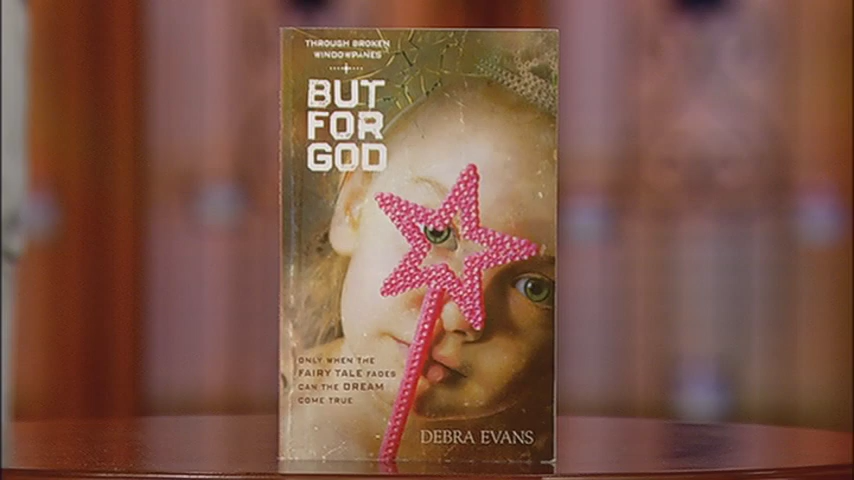 THROUGH BROKEN
WINDOWPANES
BUT
FOR
GOD
ONLY WHEN THE
FAIRY TALE FADES
CAN THE DREAM
COME TRUE
DEBRA EVANS